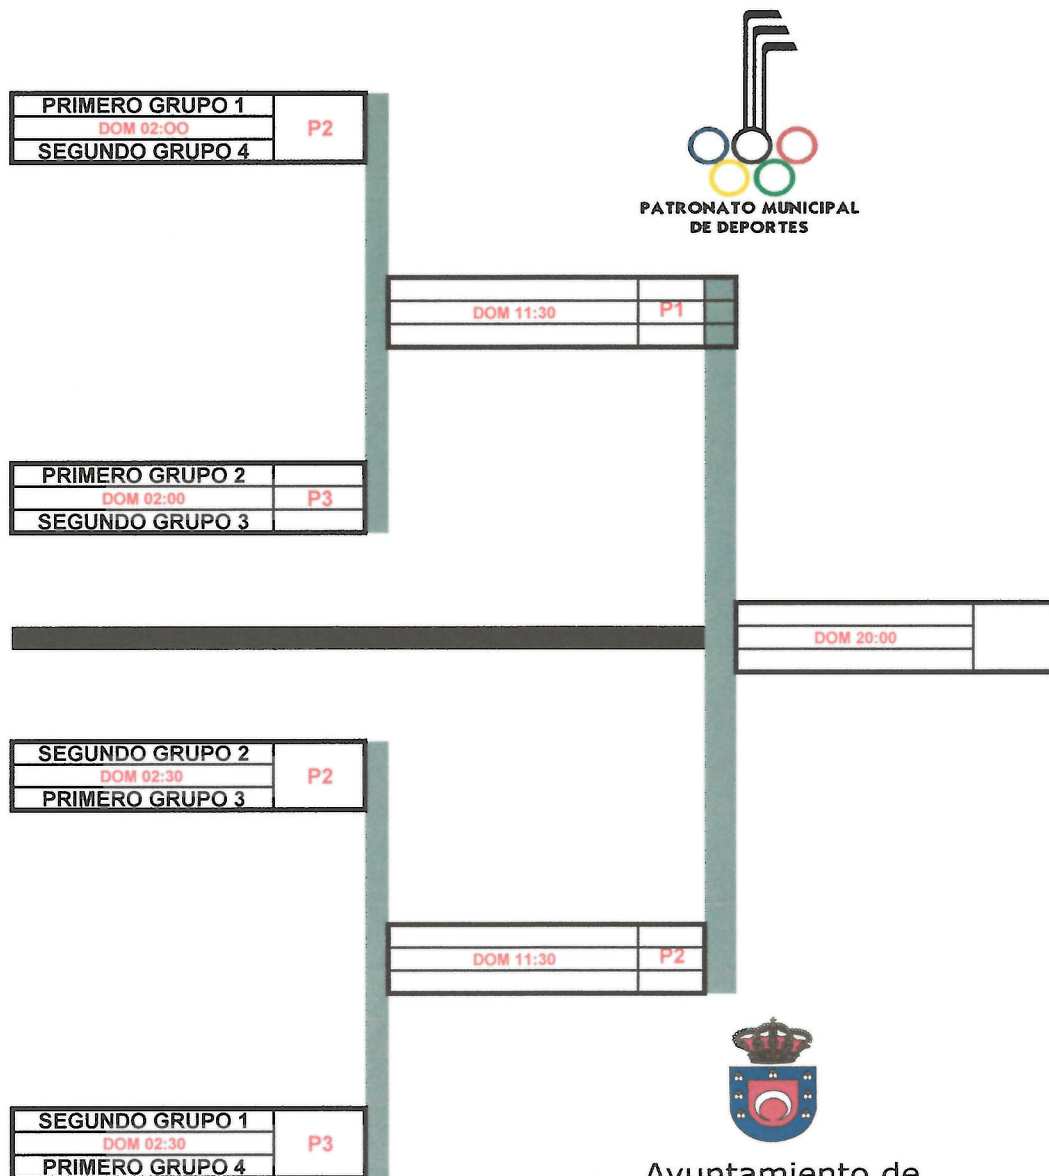 PRIMERO GRUPO 1
DOM 02:OO
P2
SEGUNDO GRUPO 4
PATRONATO MUNICIPAL
DE DEPORTES
DOM 11:30
P1
PRIMERO GRUPO 2
DOM 02:00
P3
SEGUNDO GRUPO 3
DOM 20:00
SEGUNDO GRUPO 2
DOM 02:30
P2
PRIMERO GRUPO 3
DOM 11:30
P2
SEGUNDO GRUPO 1
DOM 02:30
P3
PRIMERO GRUPO 4
Ayuntamiento de